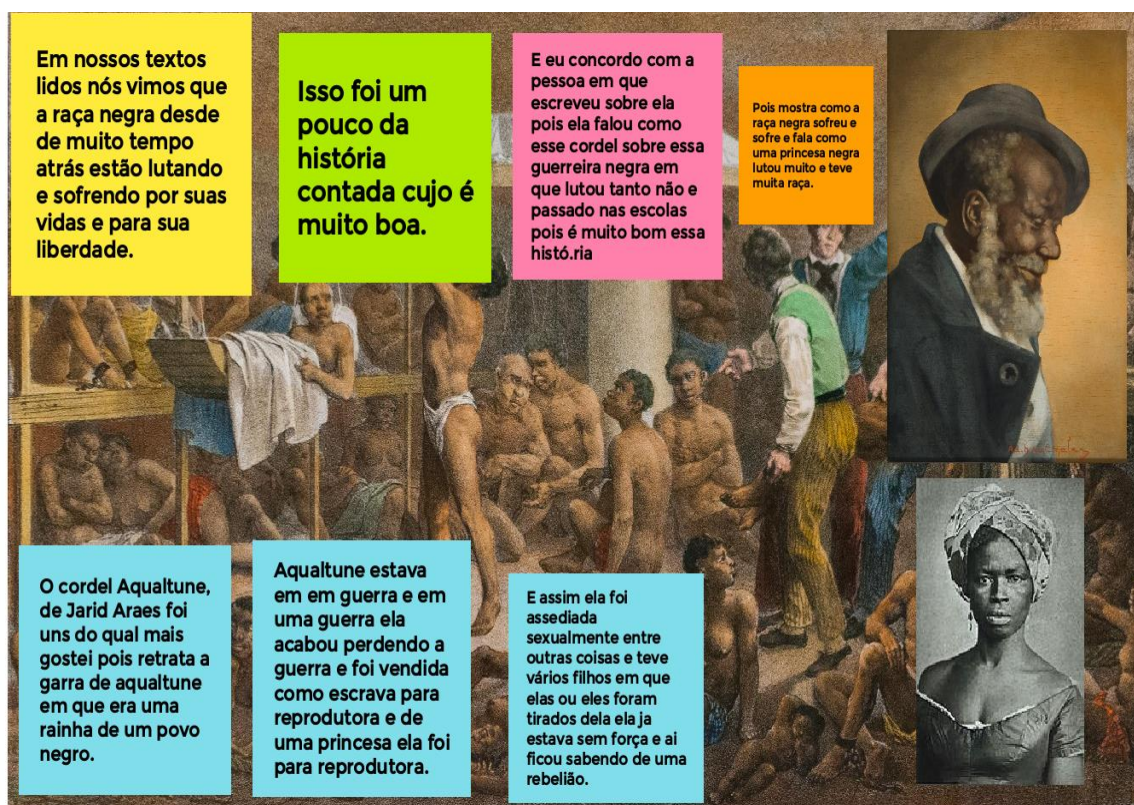 Em nossos textos
lidos nós vimos que
a raça negra desde
de muito tempo
atrás estão lutando
e sofrendo por suas
vidas e para sua
liberdade.
Isso foi um
pouco da
história
contada cujo é
muito boa.
E eu concordo com a
pessoa em que
escreveu sobre ela
pois ela falou como
esse cordel sobre essa
guerreira negra em
que lutou tanto não e
passado nas escolas
pois é muito bom essa
histó.ria
Pois mostra como a
raça negra sofreu e
sofre e fala como
uma princesa negra
lutou muito e teve
muita raça.
O cordel Aqualtune,
de Jarid Araes foi
uns do qual mais
gostei pois retrata a
garra de aqualtune
em que era uma
rainha de um povo
negro.
Aqualtune estava
em em guerra e em
uma guerra ela
acabou perdendo a
guerra e foi vendida
como escrava para
reprodutora e de
uma princesa ela foi
para reprodutora.
E assim ela foi
assediada
sexualmente entre
outras coisas e teve
vários filhos em que
elas ou eles foram
tirados dela ela ja
estava sem força e ai
ficou sabendo de uma
rebelião.